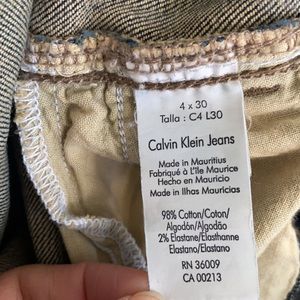 4 x 30
Talla : C4 L30
Calvin Klein Jeans
Made in Mauritius
Fabriqué à L'île Maurice
Hecho en Mauricio
Made in Ilhas Mauricias
98% Cotton/Coton/
Algodón/Algodão
2% Elastane/Elasthanne
Elastano/Elastano
RN 36009
CA 00213